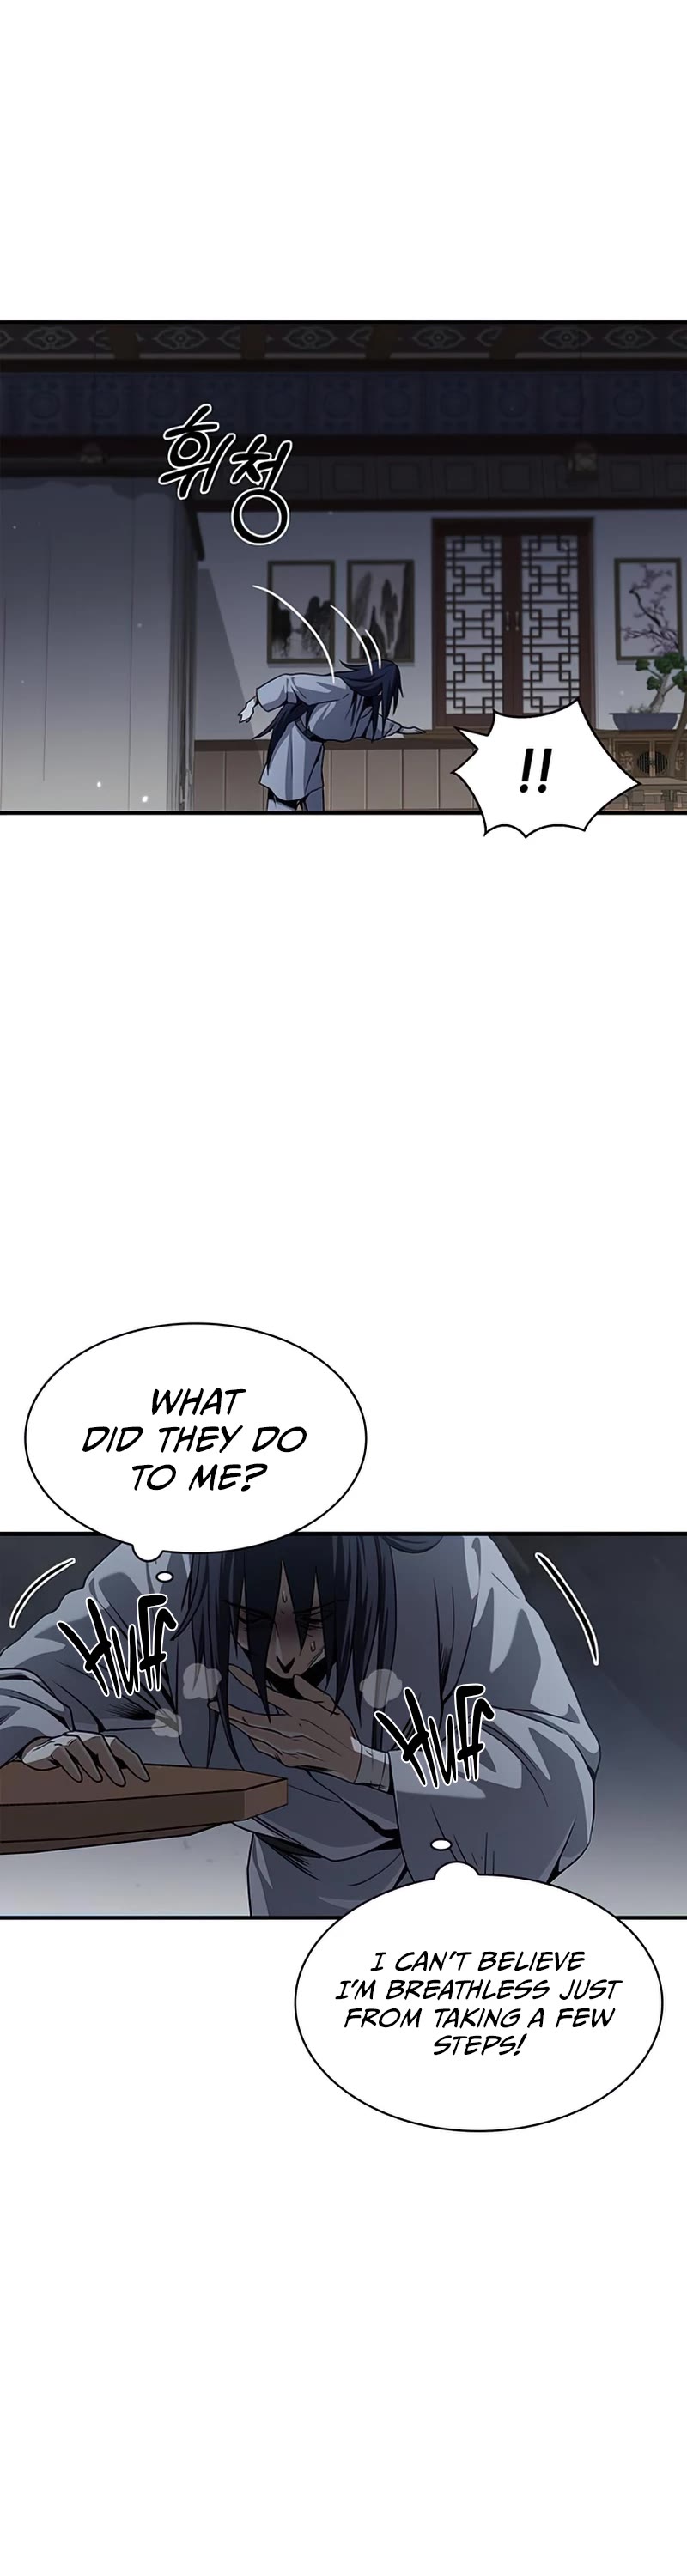 휘청
!!
WHAT
DID THEY DO
TO ME?
HUFF
HUFF
I CAN'T BELIEVE
I'M BREATHLESS JUST
FROM TAKING A FEW
STEPS!